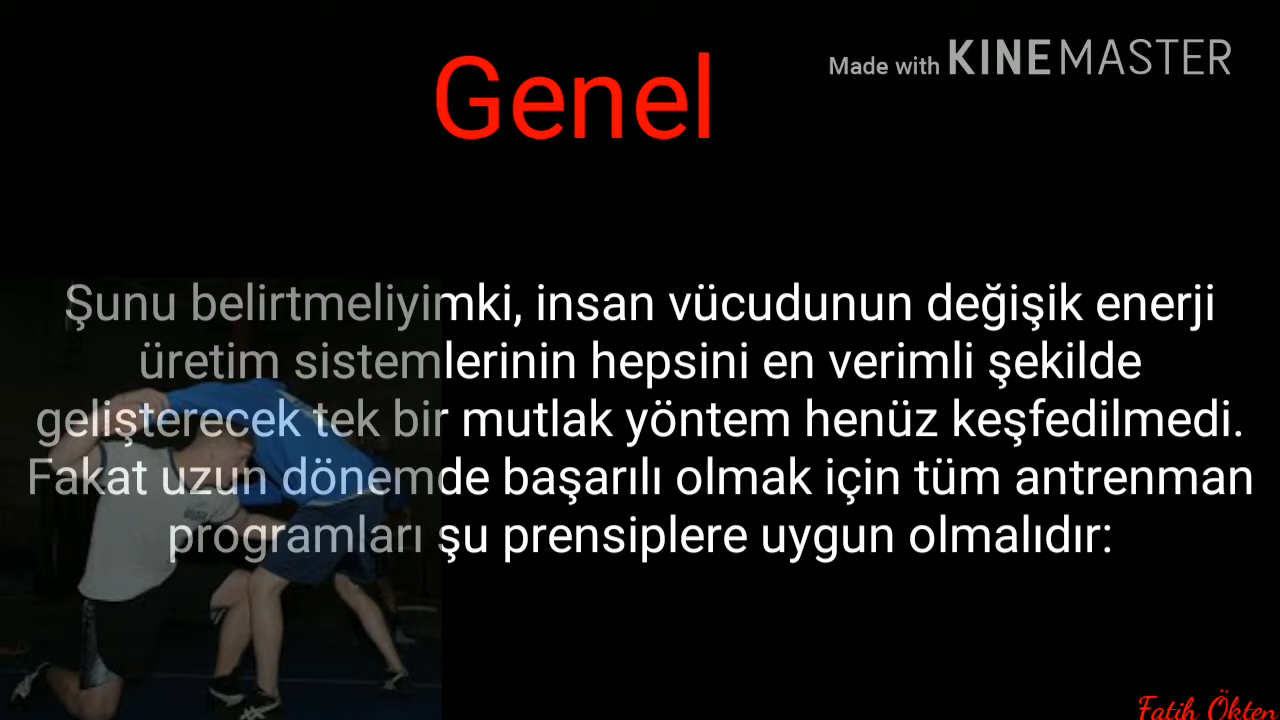 Genel
Made with KINEMASTER
Şunu belirtmeliyimki, insan vücudunun değişik enerji
üretim sistemlerinin hepsini en verimli şekilde
gelişterecek tek bir mutlak yöntem henüz keşfedilmedi.
Fakat uzun dönemde başarılı olmak için tüm antrenman
programları şu prensiplere uygun olmalıdır:
Fatih Ökten